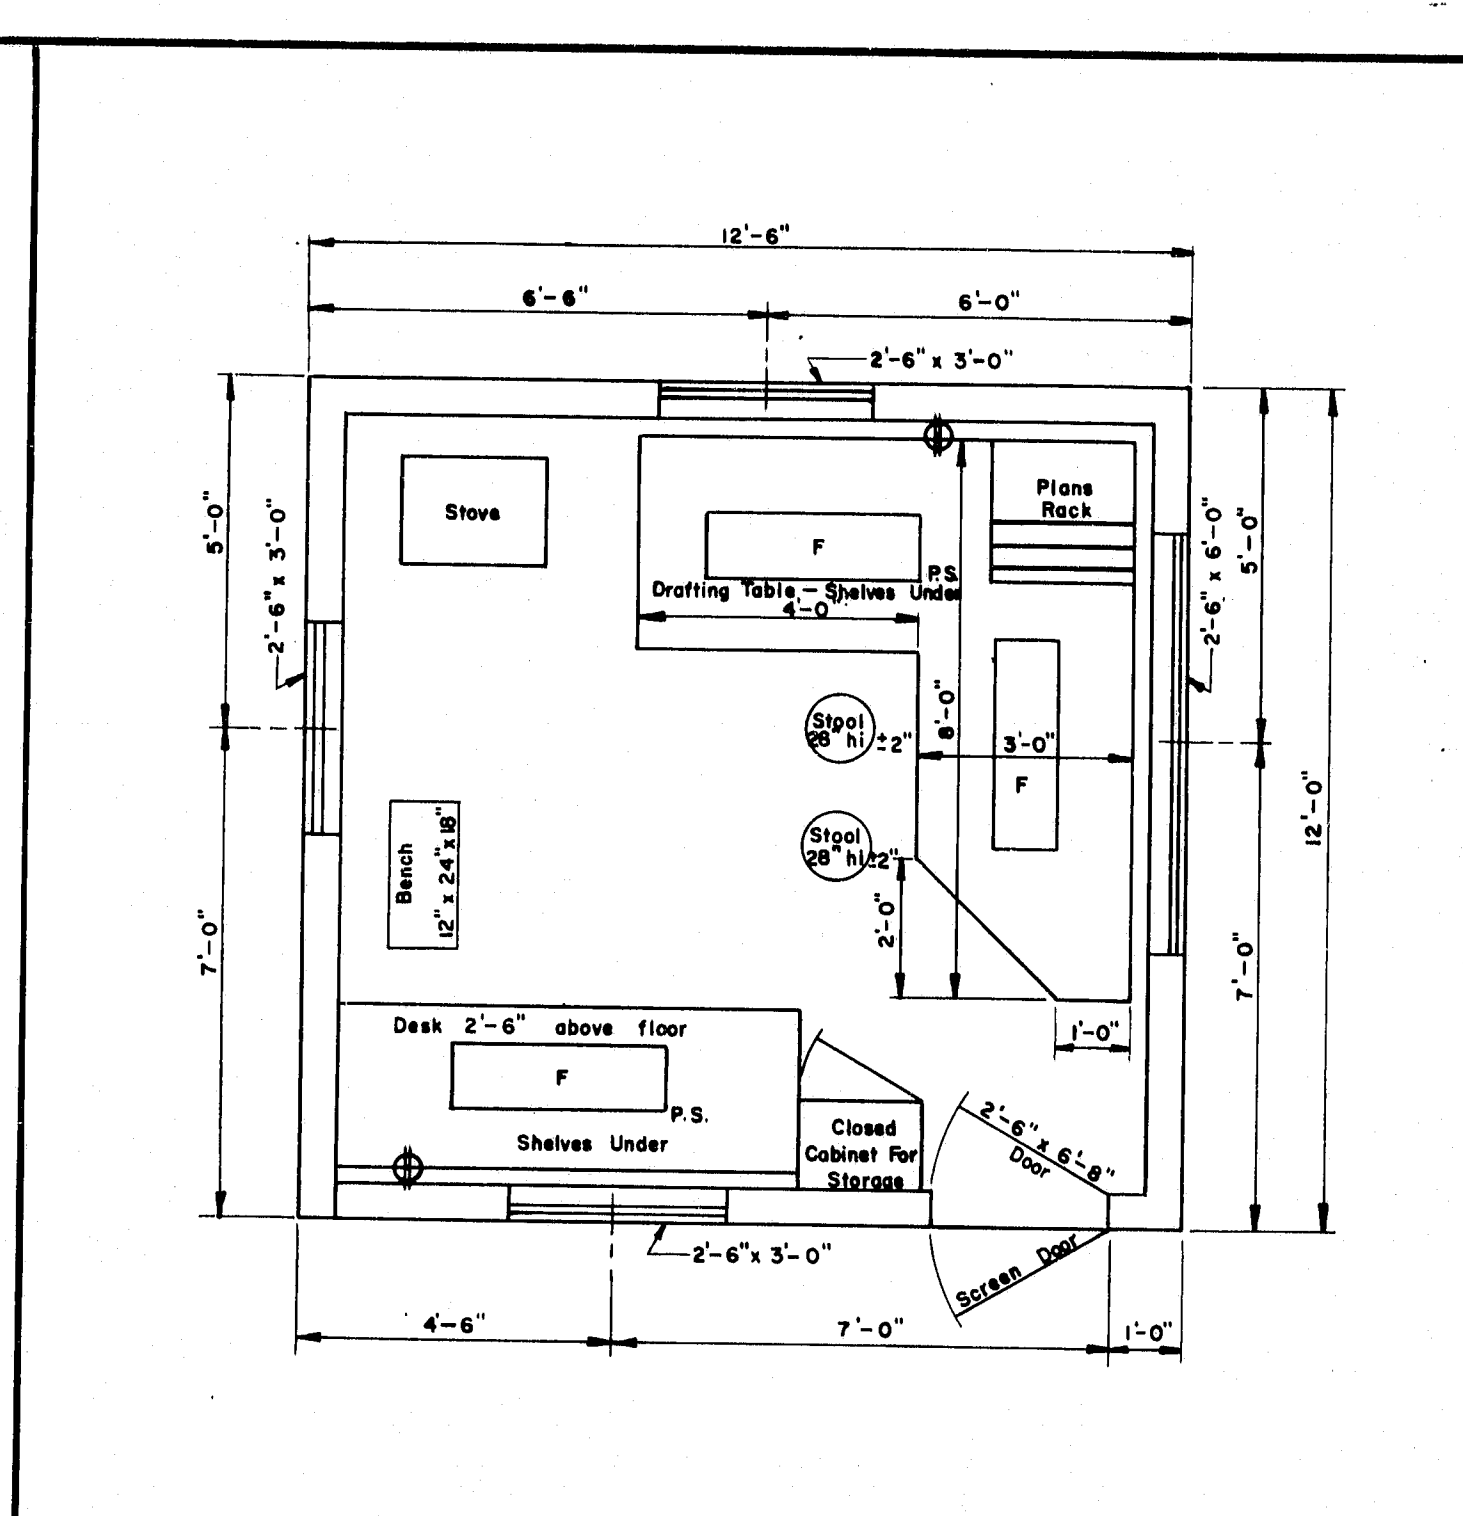 12'-6"
6'-6"
6'-0"
2'-6" x 3'-0"
5'-0"
2'-6" x 3'-0"
Stove
F
P.S.
Drafting Table - Shelves Under
4'-0"
Plans
Rack
2'-6" x 6'-0"
5'-0"
Stool
28" hi ±2"
8'-0"
3'-0"
F
12'-0"
Stool
28" hi ±2"
Bench
12" x 24" x 18"
2'-0"
7'-0"
7'-0"
1'-0"
Desk 2'-6" above floor
F
P.S.
Shelves Under
Closed
Cabinet For
Storage
2'-6" x 6'-8"
Door
Screen Door
2'-6" x 3'-0"
4'-6"
7'-0"
1'-0"